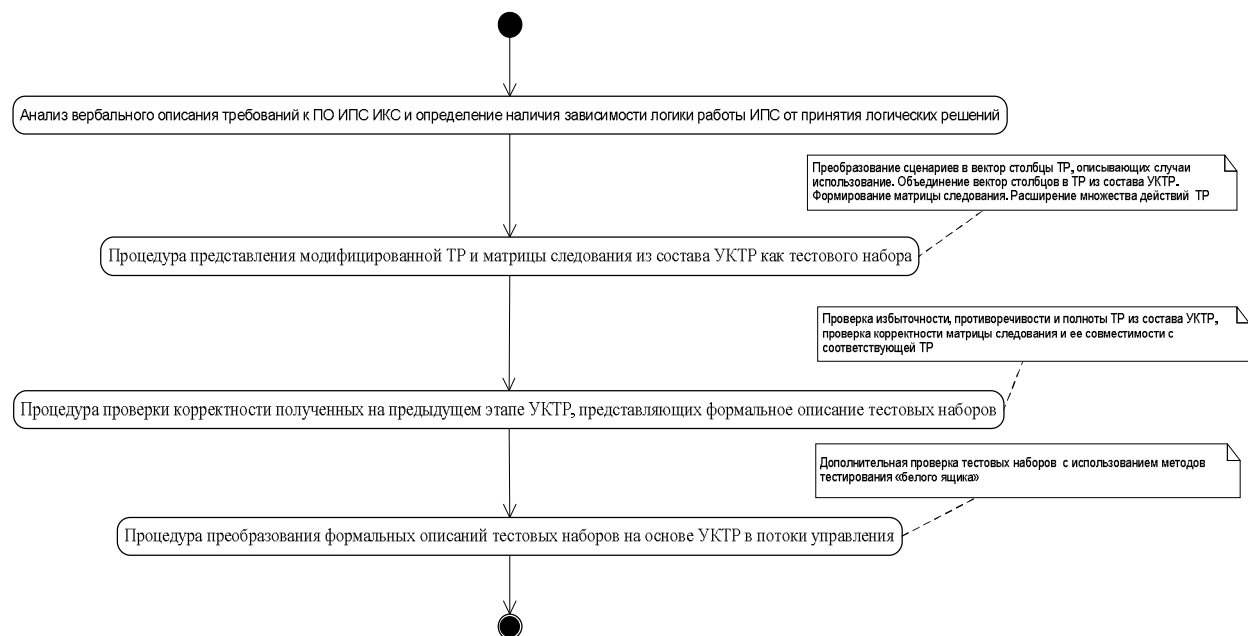 Анализ вербального описания требований к ПО ИПС ИКС и определение наличия зависимости логики работы ИПС от принятия логических решений
Преобразование сценариев в вектор столбцы ТР, описывающих случаи
использование. Объединение вектор столбцов в ТР из состава УКТР.
Формирование матрицы следования. Расширение множества действий ТР
Процедура представления модифицированной ТР и матрицы следования из состава УКТР как тестового набора
Проверка избыточности, противоречивости и полноты ТР из состава УКТР,
проверка корректности матрицы следования и ее совместимости с
соответствующей ТР
Процедура проверки корректности полученных на предыдущем этапе УКТР, представляющих формальное описание тестовых наборов
Дополнительная проверка тестовых наборов с использованием методов
тестирования «белого ящика»
Процедура преобразования формальных описаний тестовых наборов на основе УКТР в потоки управления